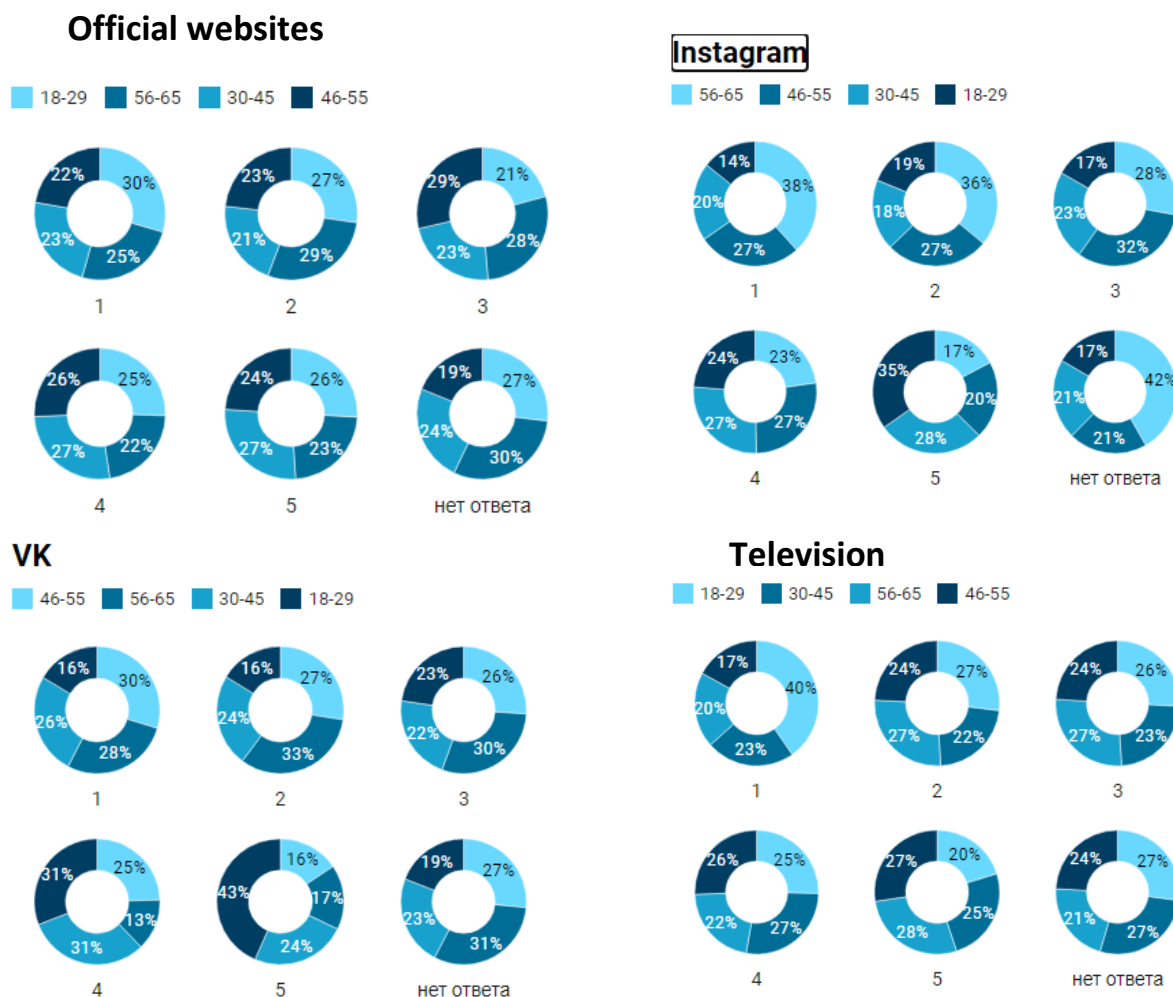 Official websites
18-29 56-65 30-45 46-55
22% 30% 23% 25%
1
23% 27% 21% 29%
2
29% 21% 23% 28%
3
26% 25% 27% 22%
4
24% 26% 27% 23%
5
19% 27% 24% 30%
нет ответа
Instagram
56-65 46-55 30-45 18-29
14% 38% 20% 27%
1
19% 36% 18% 27%
2
17% 28% 23% 32%
3
24% 23% 27% 27%
4
35% 17% 28% 20%
5
17% 42% 21% 21%
нет ответа
VK
46-55 56-65 30-45 18-29
16% 30% 26% 28%
1
16% 27% 24% 33%
2
23% 26% 22% 30%
3
31% 25% 31% 13%
4
43% 16% 24% 17%
5
19% 27% 23% 31%
нет ответа
Television
18-29 30-45 56-65 46-55
17% 40% 20% 23%
1
24% 27% 27% 22%
2
24% 26% 27% 23%
3
26% 25% 22% 27%
4
27% 20% 28% 25%
5
24% 27% 21% 27%
нет ответа